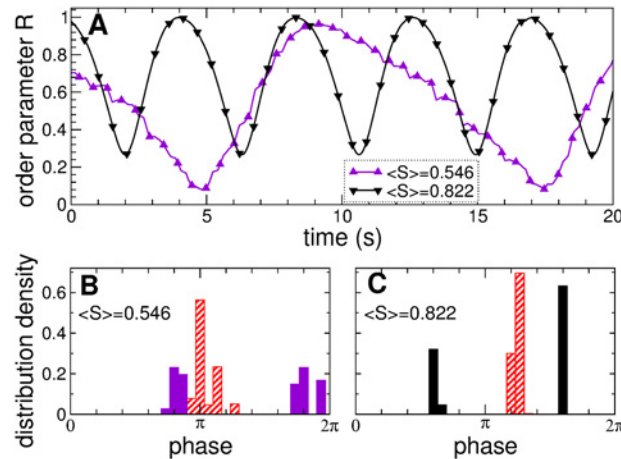 A
order parameter R
1
0.8
0.6
0.4
0.2
0
<S>=0.546
<S>=0.822
0 5 10 15 20
time (s)
B
distribution density
0.6
0.4
0.2
0
<S>=0.546
0 π 2π
phase
C
<S>=0.822
0 π 2π
phase